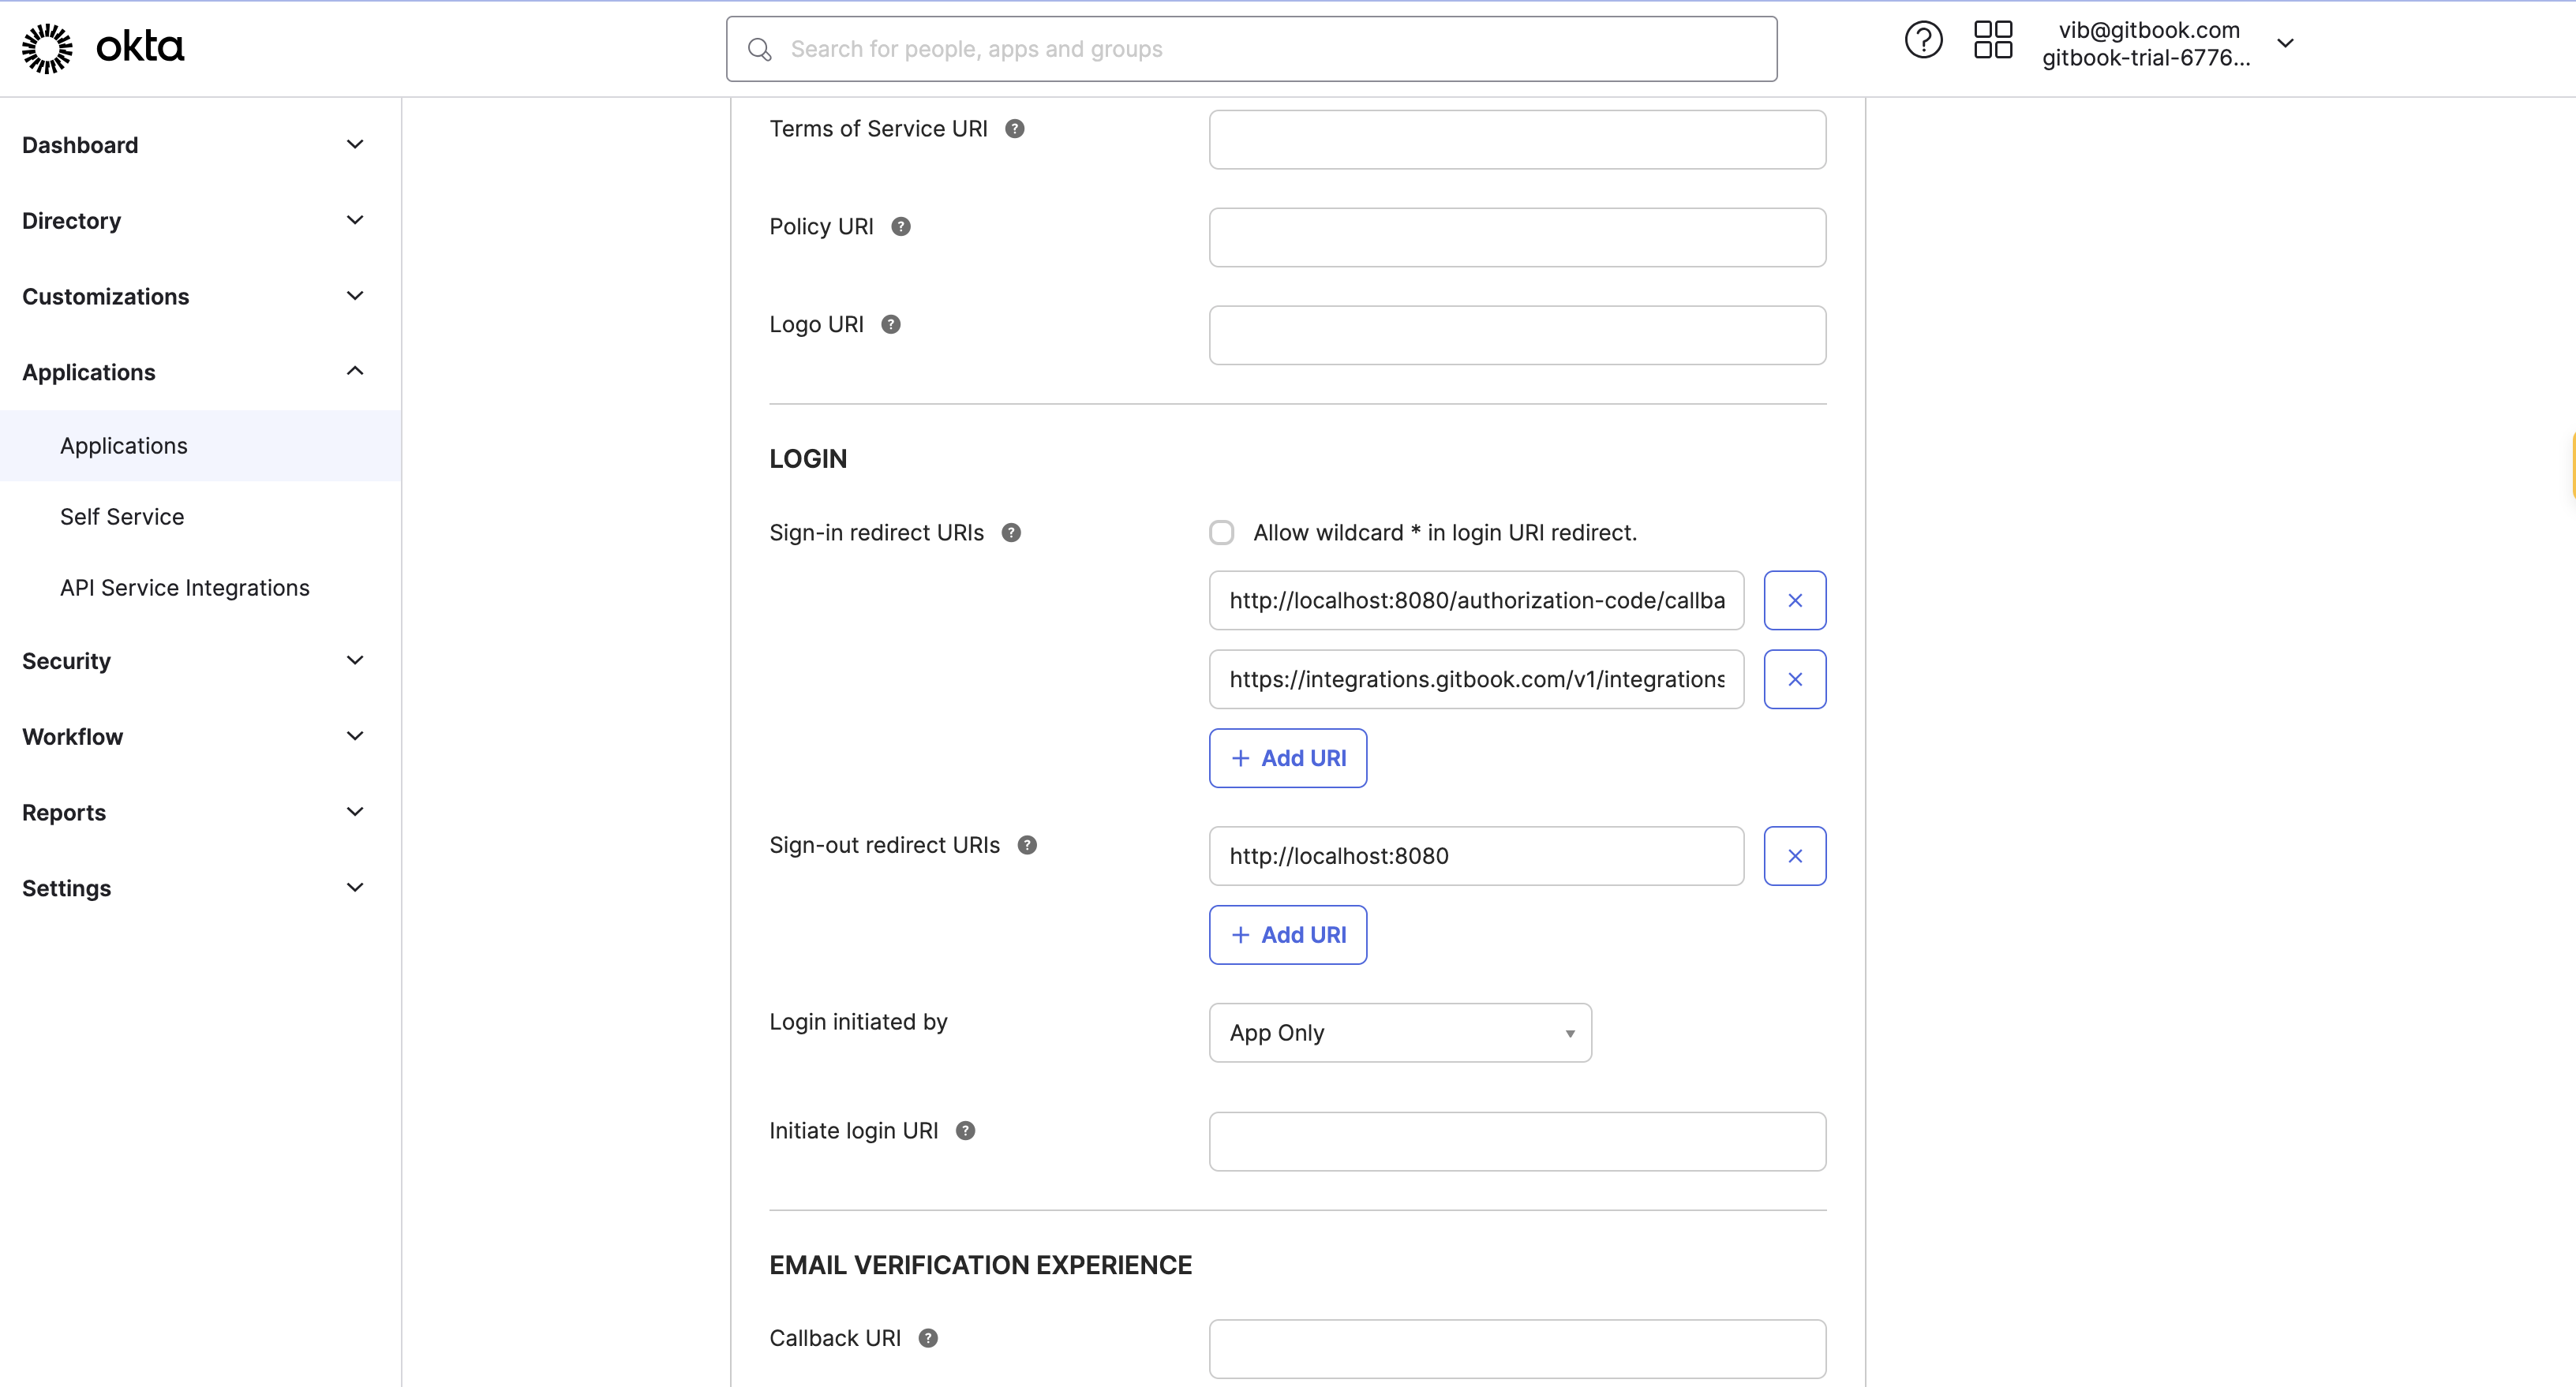 okta
Search for people, apps and groups
vib@gitbook.com
gitbook-trial-6776...
Dashboard
Directory
Customizations
Applications
Applications
Self Service
API Service Integrations
Security
Workflow
Reports
Settings
Terms of Service URI
Policy URI
Logo URI
LOGIN
Sign-in redirect URIs
Allow wildcard * in login URI redirect.
http://localhost:8080/authorization-code/callba
https://integrations.gitbook.com/v1/integrations
+ Add URI
Sign-out redirect URIs
http://localhost:8080
+ Add URI
Login initiated by
App Only
Initiate login URI
EMAIL VERIFICATION EXPERIENCE
Callback URI